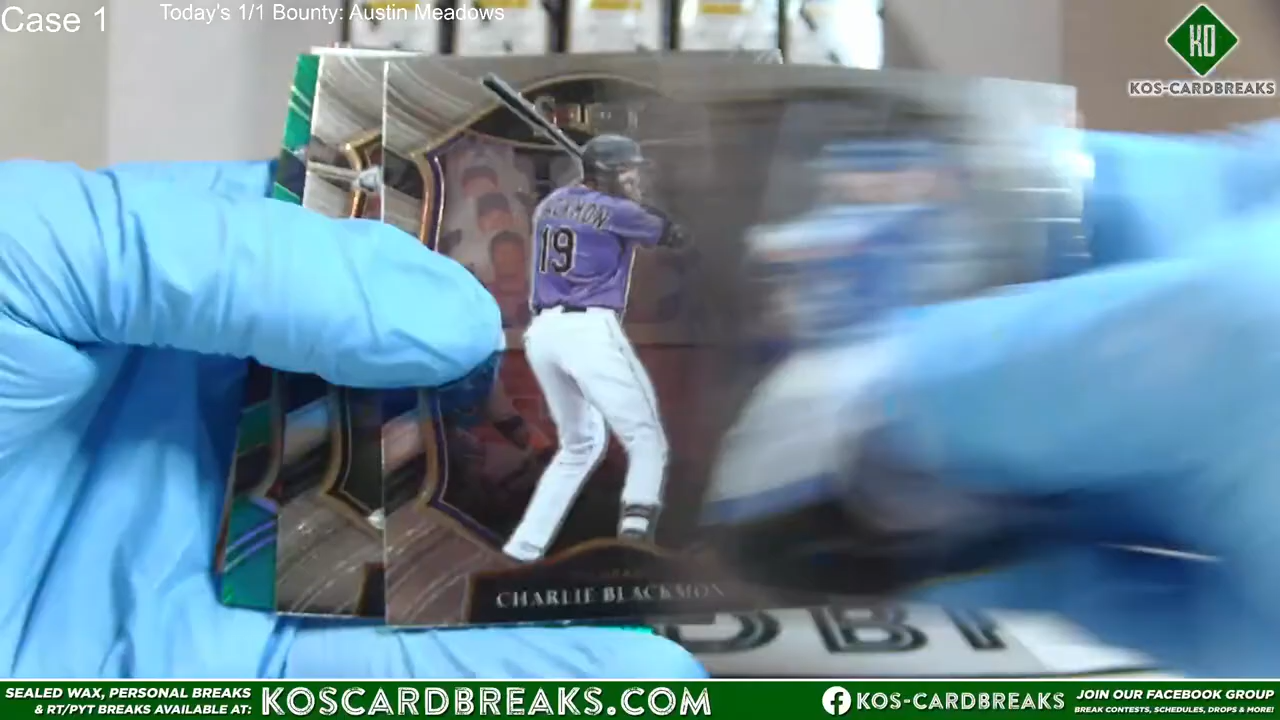 Case 1
Today's 1/1 Bounty: Austin Meadows
KO
KOS-CARDBREAKS
19
CHARLIE BLACKMON
SEALED WAX, PERSONAL BREAKS
& RT/PYT BREAKS AVAILABLE AT:
KOSCARDBREAKS.COM
KOS-CARDBREAKS
JOIN OUR FACEBOOK GROUP
BREAK CONTESTS, SCHEDULES, DROPS & MORE!